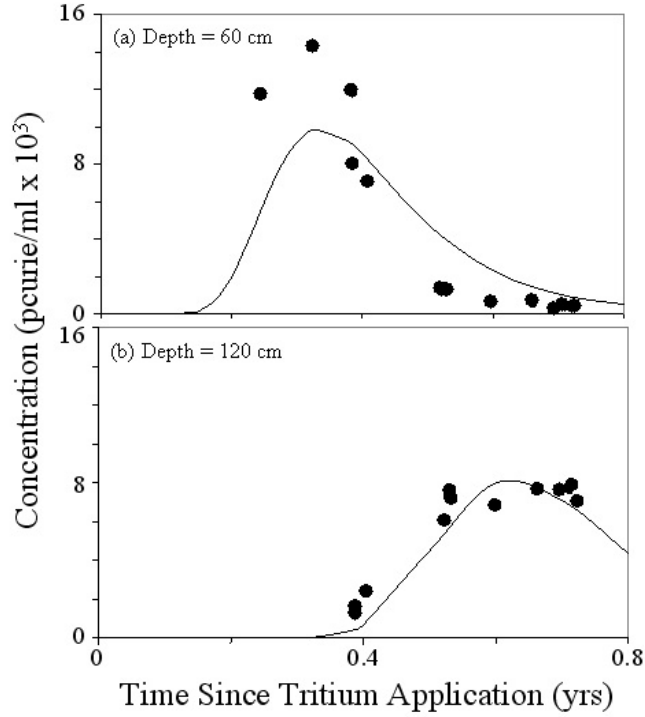 16
(a) Depth = 60 cm
8
0
16
(b) Depth = 120 cm
8
0
0 0.4 0.8
Concentration (pcurie/ml x 10³)
Time Since Tritium Application (yrs)